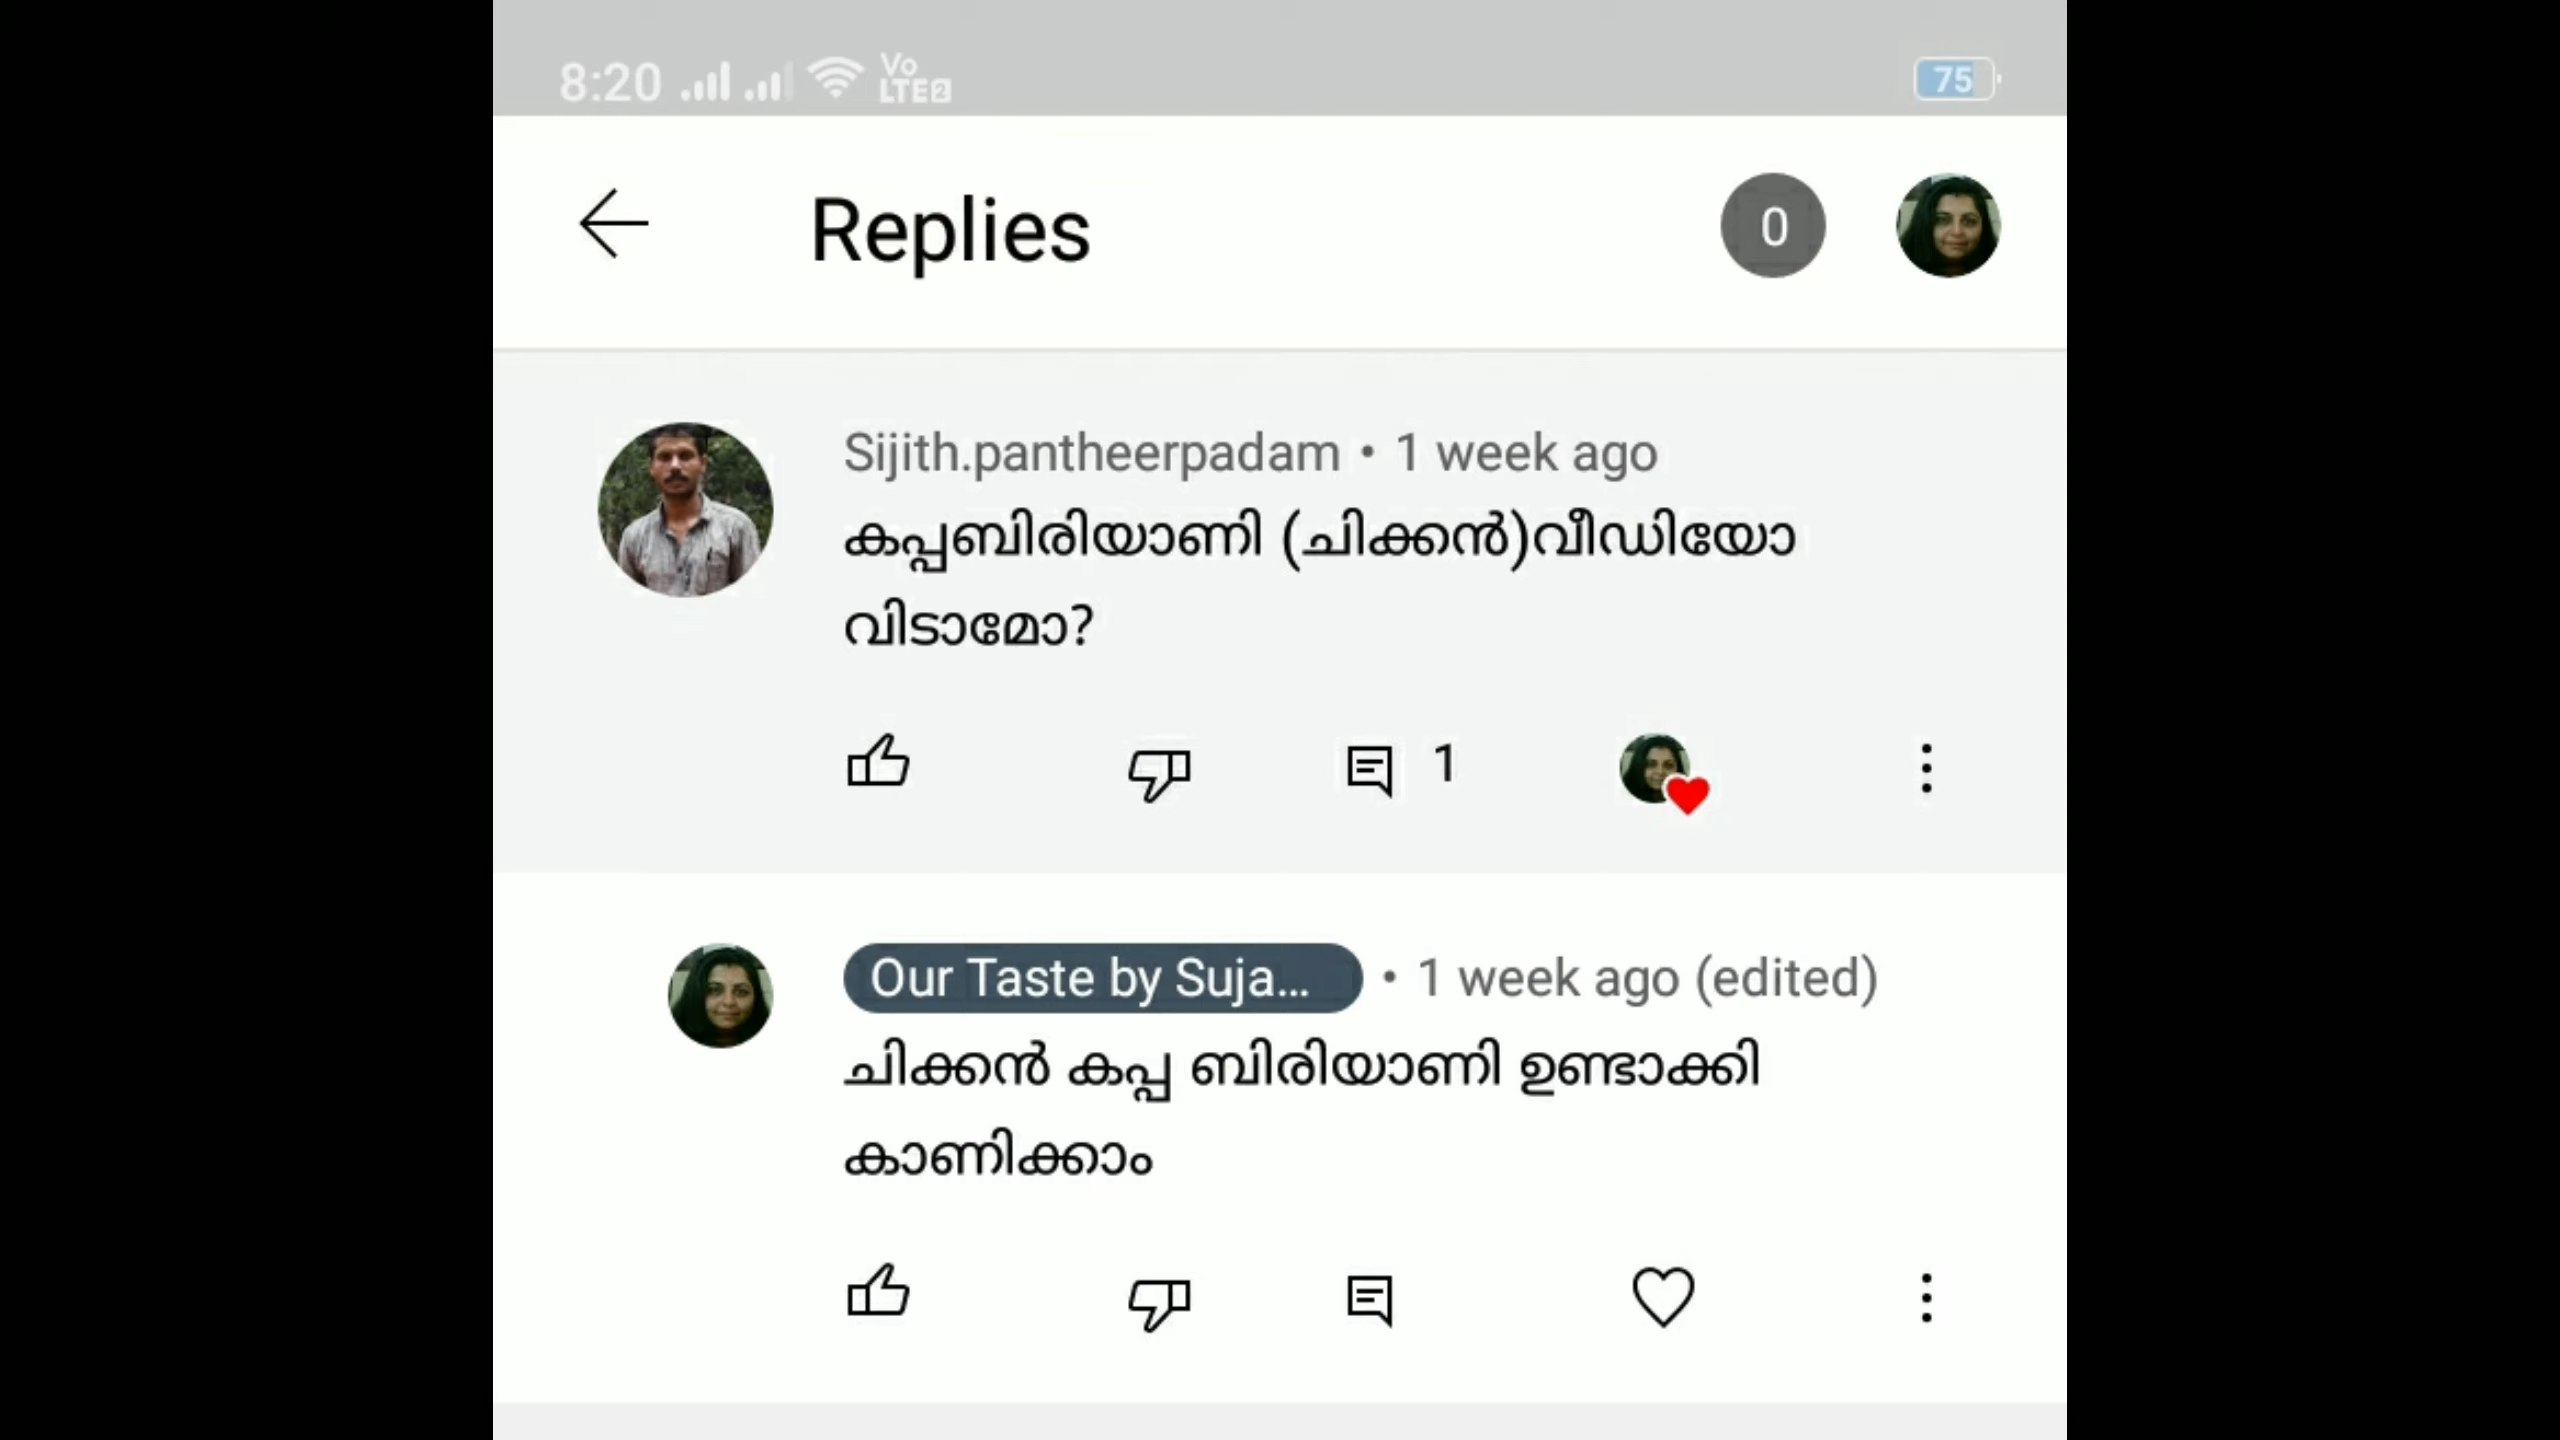 8:20 Vo LTE2 75
Replies 0
Sijith.pantheerpadam • 1 week ago
കപ്പബിരിയാണി (ചിക്കൻ)വീഡിയോ
വിടാമോ?
1
Our Taste by Suja... • 1 week ago (edited)
ചിക്കൻ കപ്പ ബിരിയാണി ഉണ്ടാക്കി
കാണിക്കാം